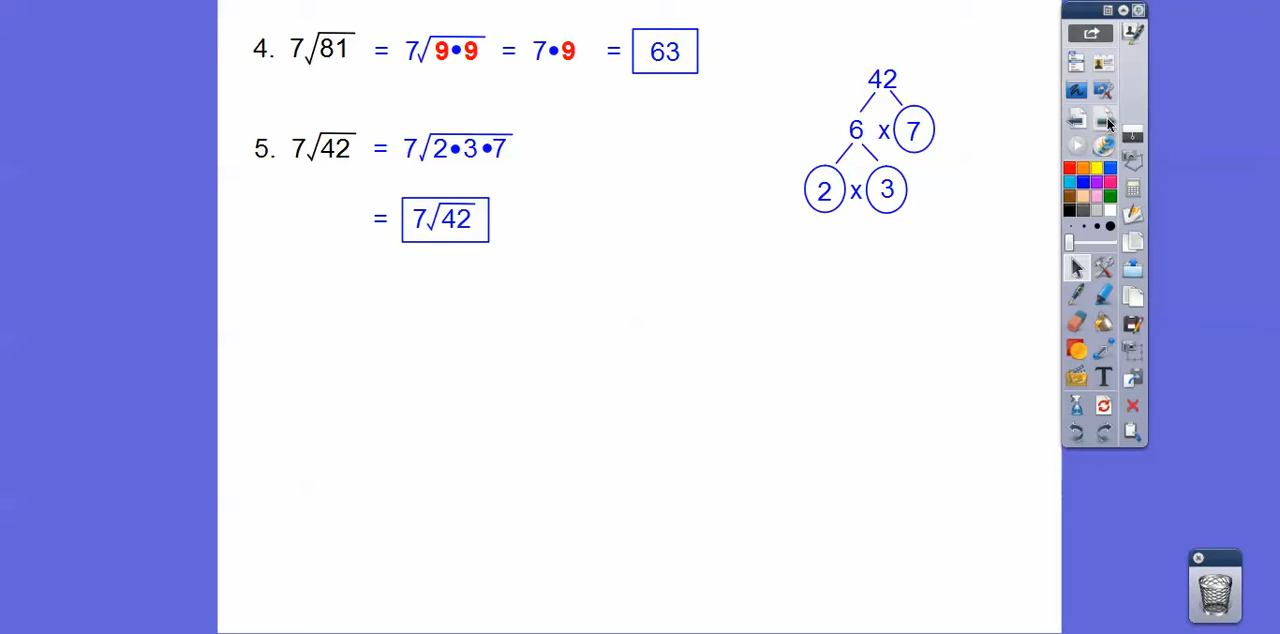 4. 7√81 = 7√9•9 = 7•9 = 63
42
6 x 7
5. 7√42 = 7√2•3•7
2 x 3
= 7√42